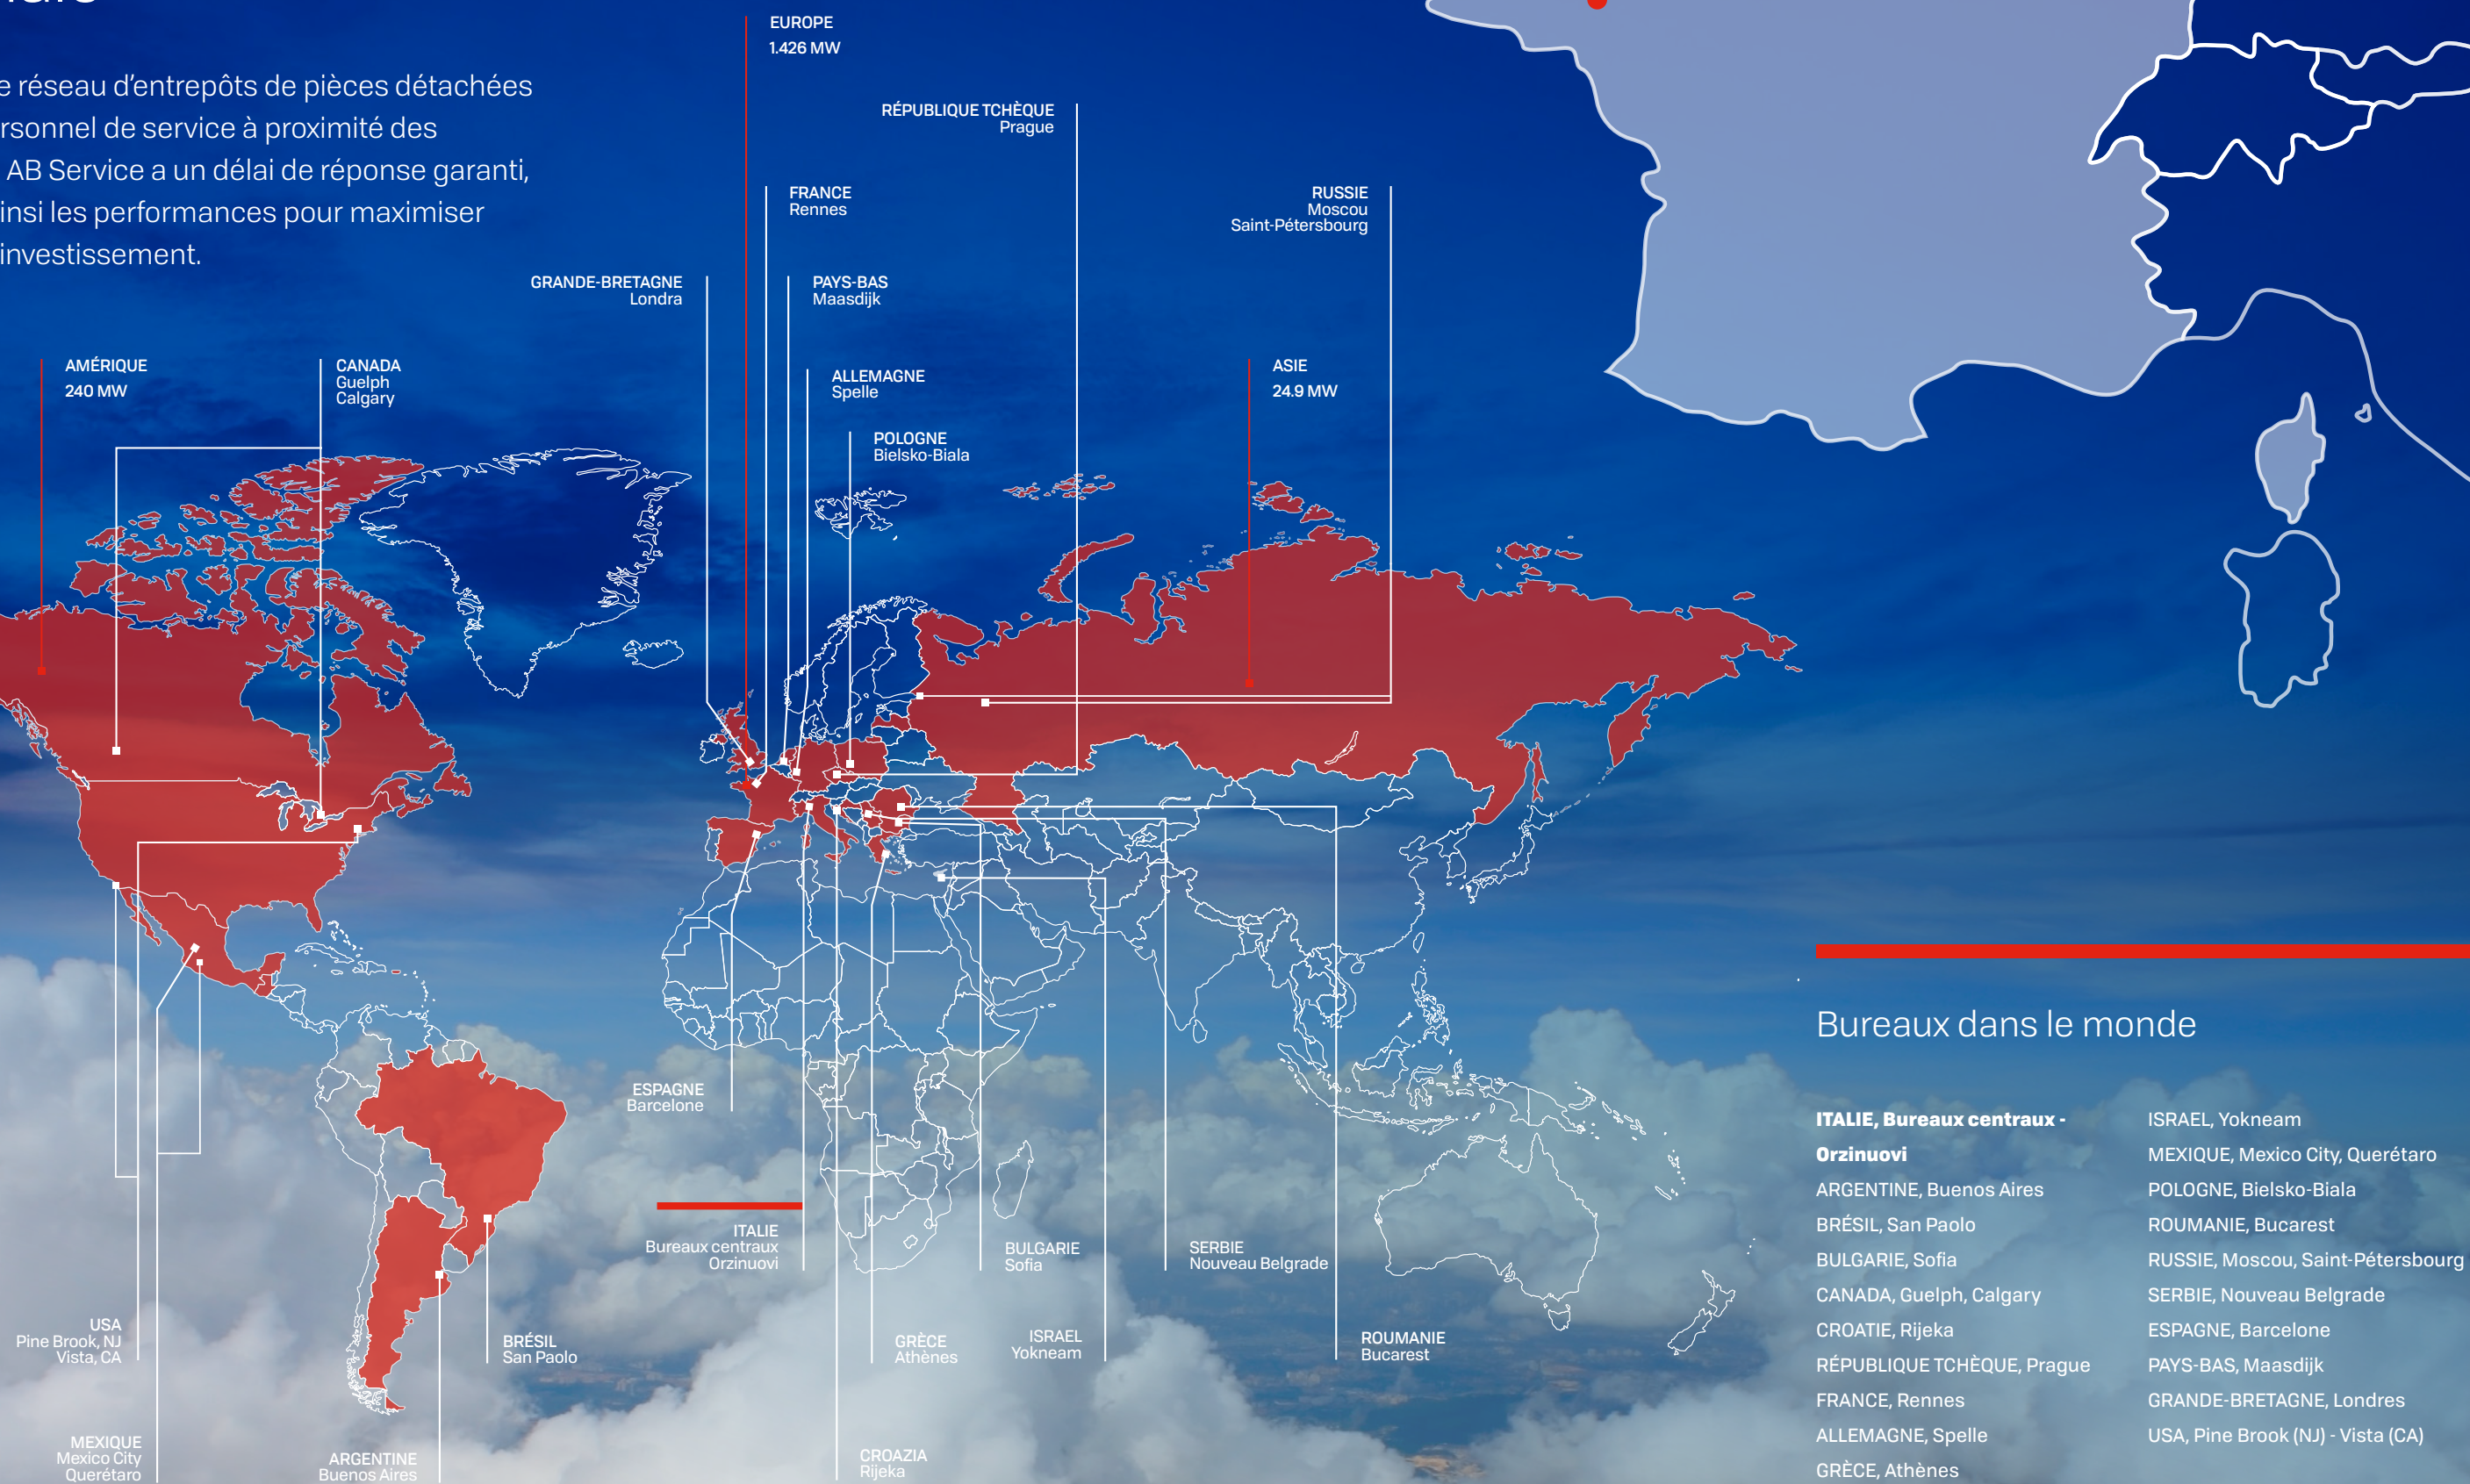 e réseau d'entrepôts de pièces détachées
rsonnel de service à proximité des
AB Service a un délai de réponse garanti,
insi les performances pour maximiser
investissement.
EUROPE
1.426 MW
RÉPUBLIQUE TCHÈQUE
Prague
FRANCE
Rennes
RUSSIE
Moscou
Saint-Pétersbourg
GRANDE-BRETAGNE
Londra
PAYS-BAS
Maasdijk
AMÉRIQUE
240 MW
CANADA
Guelph
Calgary
ALLEMAGNE
Spelle
ASIE
24.9 MW
POLOGNE
Bielsko-Biala
ESPAGNE
Barcelone
ITALIE
Bureaux centraux
Orzinuovi
BULGARIE
Sofia
SERBIE
Nouveau Belgrade
USA
Pine Brook, NJ
Vista, CA
BRÉSIL
San Paolo
GRÈCE
Athènes
ISRAEL
Yokneam
ROUMANIE
Bucarest
MEXIQUE
Mexico City
Querétaro
ARGENTINE
Buenos Aires
CROAZIA
Rijeka
Bureaux dans le monde
ITALIE, Bureaux centraux -
Orzinuovi
ARGENTINE, Buenos Aires
BRÉSIL, San Paolo
BULGARIE, Sofia
CANADA, Guelph, Calgary
CROATIE, Rijeka
RÉPUBLIQUE TCHÈQUE, Prague
FRANCE, Rennes
ALLEMAGNE, Spelle
GRÈCE, Athènes
ISRAEL, Yokneam
MEXIQUE, Mexico City, Querétaro
POLOGNE, Bielsko-Biala
ROUMANIE, Bucarest
RUSSIE, Moscou, Saint-Pétersbourg
SERBIE, Nouveau Belgrade
ESPAGNE, Barcelone
PAYS-BAS, Maasdijk
GRANDE-BRETAGNE, Londres
USA, Pine Brook (NJ) - Vista (CA)